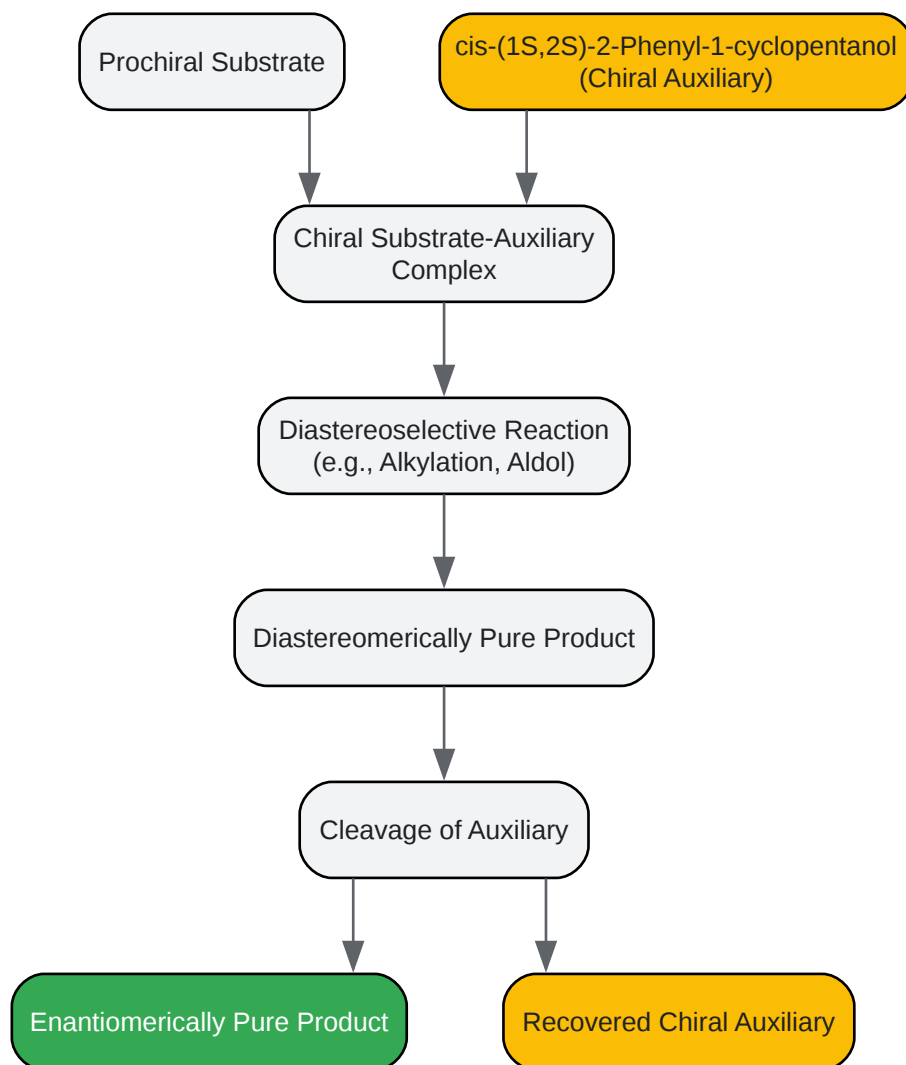 Prochiral Substrate
cis-(1S,2S)-2-Phenyl-1-cyclopentanol
(Chiral Auxiliary)
Chiral Substrate-Auxiliary
Complex
Diastereoselective Reaction
(e.g., Alkylation, Aldol)
Diastereomerically Pure Product
Cleavage of Auxiliary
Enantiomerically Pure Product
Recovered Chiral Auxiliary